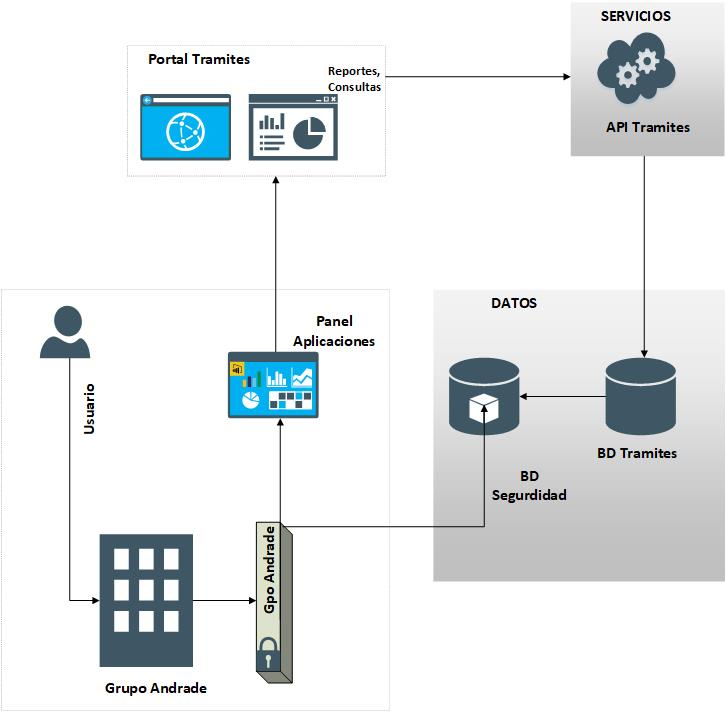 SERVICIOS
Portal Tramites
Reportes,
Consultas
API Tramites
DATOS
Panel
Aplicaciones
Usuario
BD Tramites
BD
Segurdidad
Gpo Andrade
Grupo Andrade